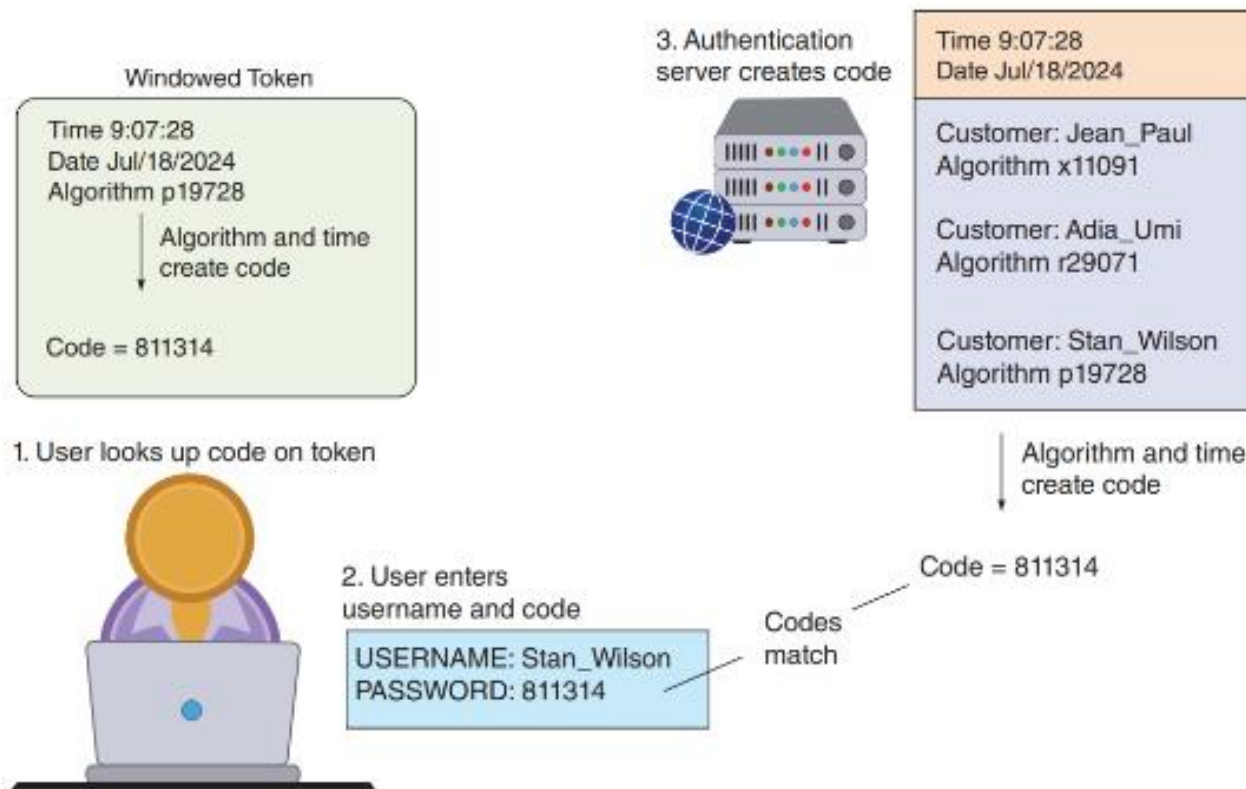 Windowed Token
Time 9:07:28
Date Jul/18/2024
Algorithm p19728
Algorithm and time
create code
Code = 811314
1. User looks up code on token
2. User enters
username and code
USERNAME: Stan_Wilson
PASSWORD: 811314
3. Authentication
server creates code
Time 9:07:28
Date Jul/18/2024
Customer: Jean_Paul
Algorithm x11091
Customer: Adia_Umi
Algorithm r29071
Customer: Stan_Wilson
Algorithm p19728
Algorithm and time
create code
Code = 811314
Codes
match